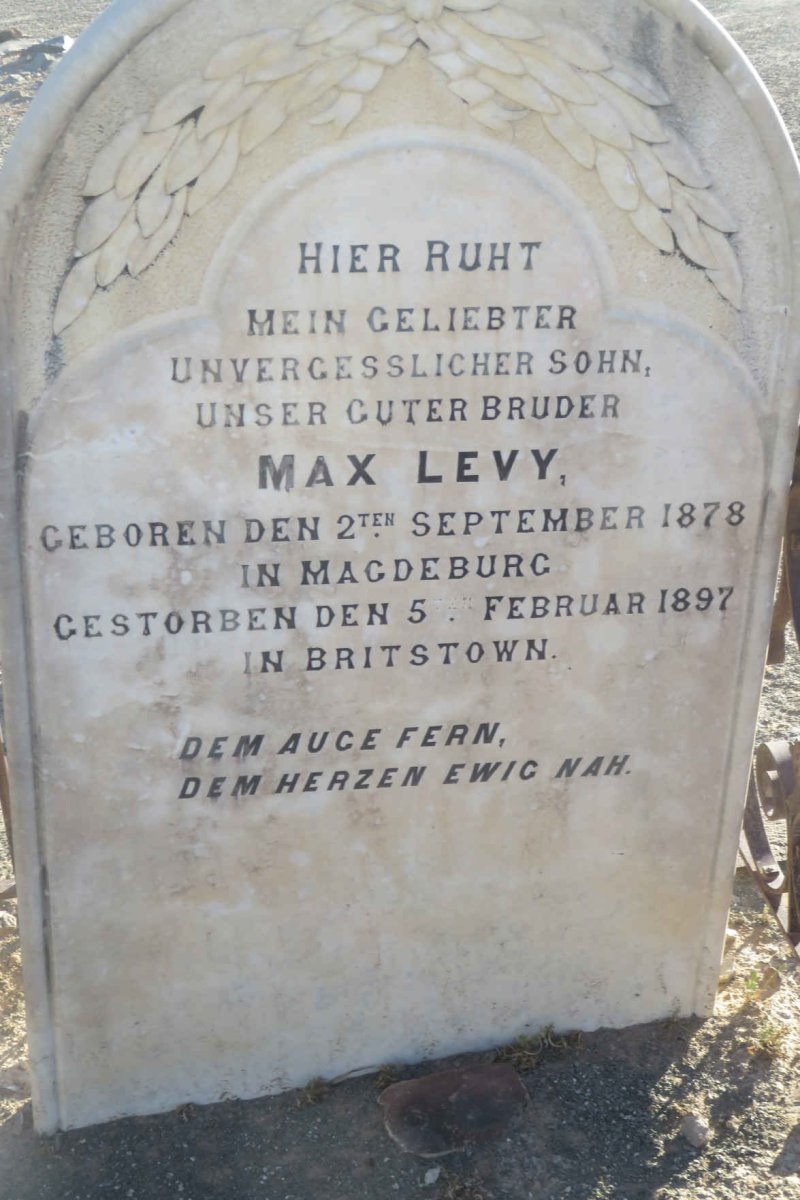 HIER RUHT
MEIN GELIEBTER
UNVERGESSLICHER SOHN,
UNSER GUTER BRUDER
MAX LEVY,
GEBOREN DEN 2TEN SEPTEMBER 1878
IN MAGDEBURG
GESTORBEN DEN 5. FEBRUAR 1897
IN BRITSTOWN.
DEM AUGE FERN,
DEM HERZEN EWIG NAH.